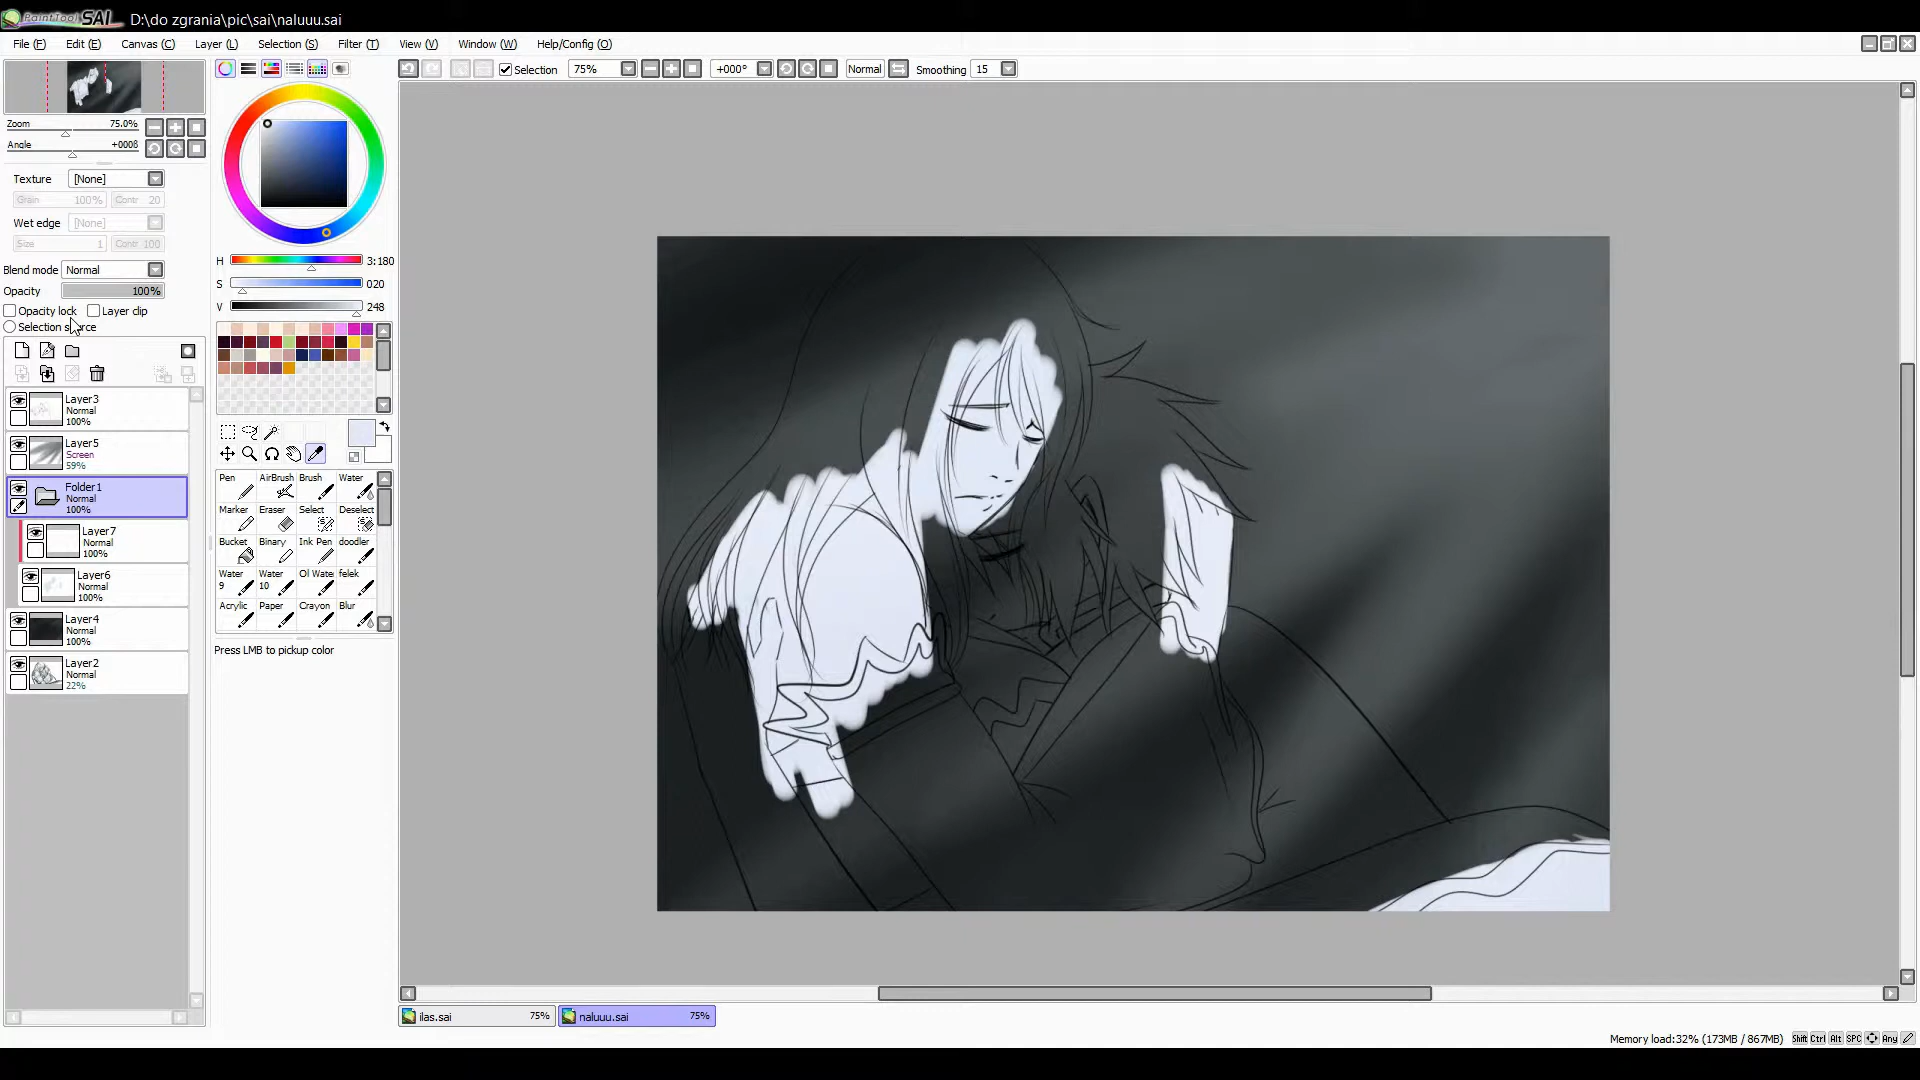 PaintTool SAI D:\do zgrania\pic\sai\naluuu.sai
File (F) Edit (E) Canvas (C) Layer (L) Selection (S) Filter (T) View (V) Window (W) Help/Config (O)
Selection 75% +000° Normal Smoothing 15
Zoom 75.0%
Angle +000ß
Texture [None]
Grain 100% Contr 20
Wet edge [None]
Size 1 Contr 100
Blend mode Normal
Opacity 100%
Opacity lock Layer clip
Selection source
Layer3
Normal
100%
Layer5
Screen
59%
Folder1
Normal
100%
Layer7
Normal
100%
Layer6
Normal
100%
Layer4
Normal
100%
Layer2
Normal
22%
H 3:180
S 020
V 248
Pen AirBrush Brush Water
Marker Eraser Select Deselect
Bucket Binary Ink Pen doodler
Water 9 Water 10 Ol Wate felek
Acrylic Paper Crayon Blur
Press LMB to pickup color
ilas.sai 75% naluuu.sai 75%
Memory load:32% (173MB / 867MB) Shift Ctrl Alt SPC Any